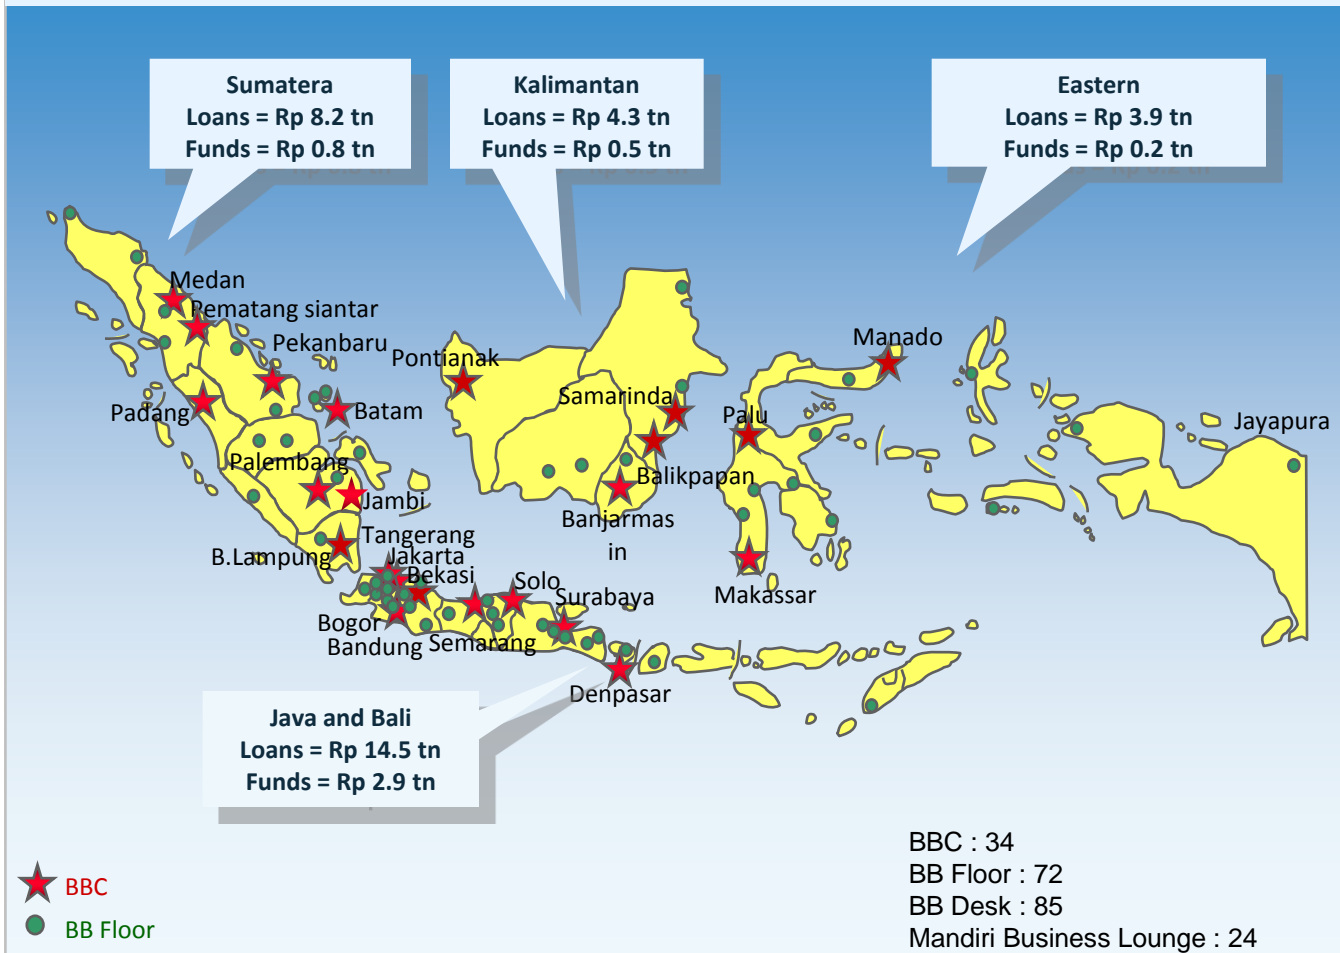 Sumatera
Loans = Rp 8.2 tn
Funds = Rp 0.8 tn
Kalimantan
Loans = Rp 4.3 tn
Funds = Rp 0.5 tn
Eastern
Loans = Rp 3.9 tn
Funds = Rp 0.2 tn
Medan
Pematang siantar
Pekanbaru
Padang
Batam
Palembang
Jambi
B.Lampung
Tangerang
Jakarta
Bekasi
Bogor
Bandung
Semarang
Solo
Surabaya
Denpasar
Pontianak
Samarinda
Balikpapan
Banjarmas
in
Manado
Palu
Makassar
Jayapura
Java and Bali
Loans = Rp 14.5 tn
Funds = Rp 2.9 tn
BBC
BB Floor
BBC : 34
BB Floor : 72
BB Desk : 85
Mandiri Business Lounge : 24